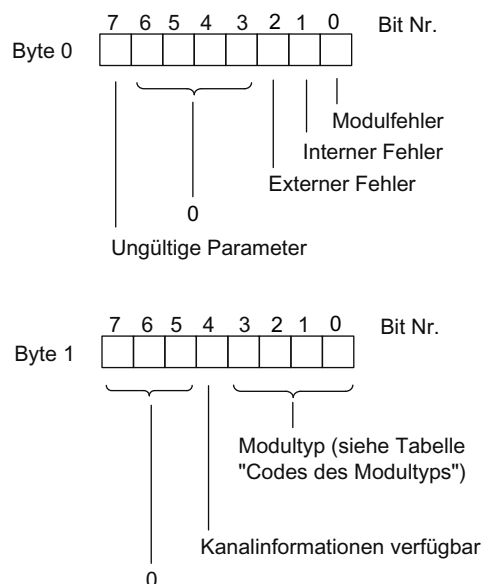 7 6 5 4 3 2 1 0 Bit Nr.
Byte 0
Modulfehler
Interner Fehler
Externer Fehler
0
Ungültige Parameter
7 6 5 4 3 2 1 0 Bit Nr.
Byte 1
Modultyp (siehe Tabelle
"Codes des Modultyps")
Kanalinformationen verfügbar
0